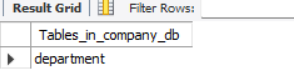 Result Grid Filter Rows:
Tables_in_company_db
department